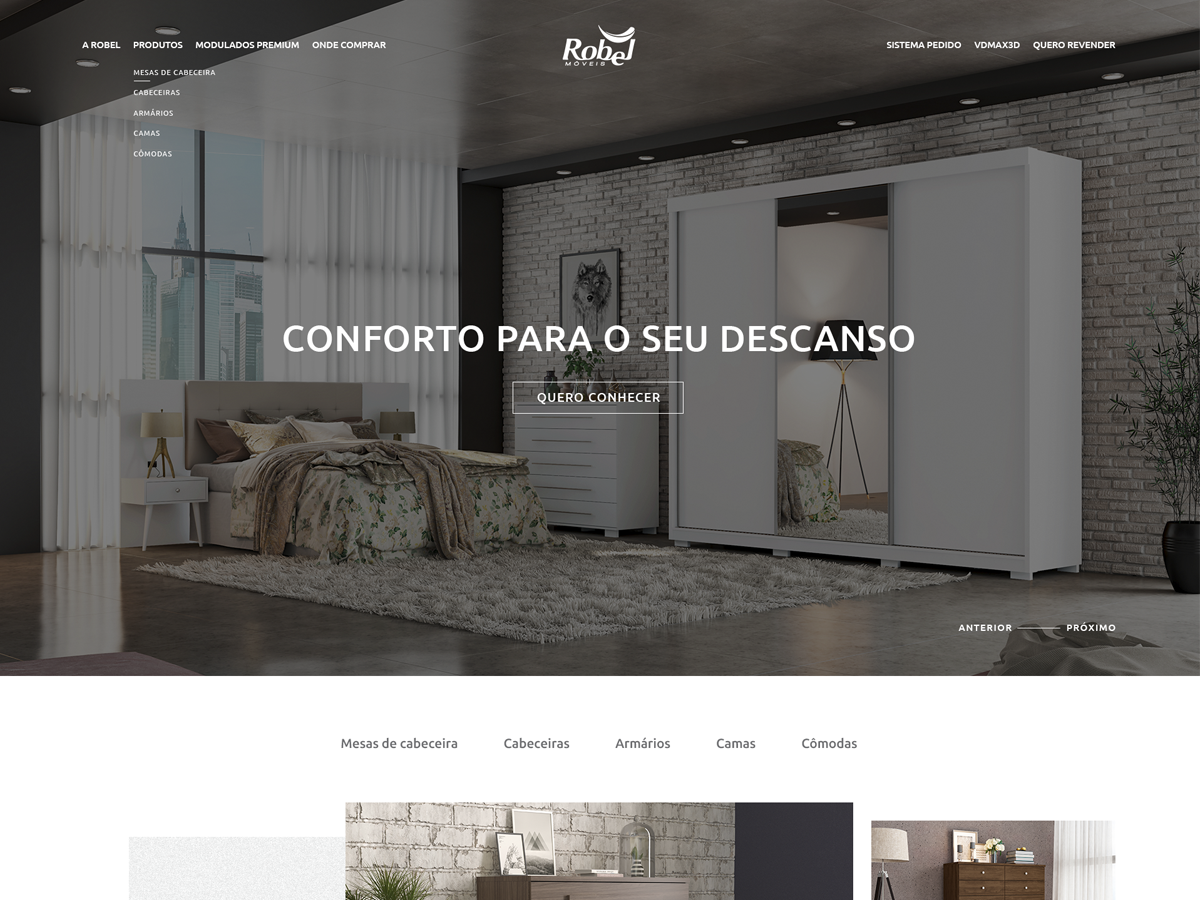 A ROBEL PRODUTOS MODULADOS PREMIUM ONDE COMPRAR
Robel
MÓVEIS
SISTEMA PEDIDO VDMAX3D QUERO REVENDER
MESAS DE CABECEIRA
CABECEIRAS
ARMÁRIOS
CAMAS
CÔMODAS
CONFORTO PARA O SEU DESCANSO
QUERO CONHECER
ANTERIOR PRÓXIMO
Mesas de cabeceira Cabeceiras Armários Camas Cômodas